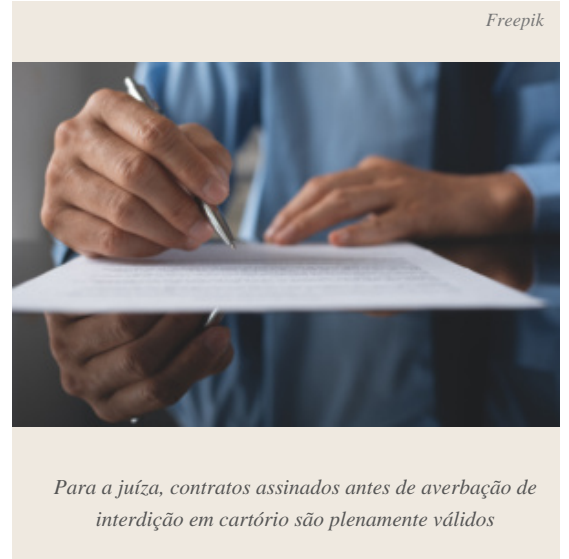 Freepik
Para a juíza, contratos assinados antes de averbação de
interdição em cartório são plenamente válidos